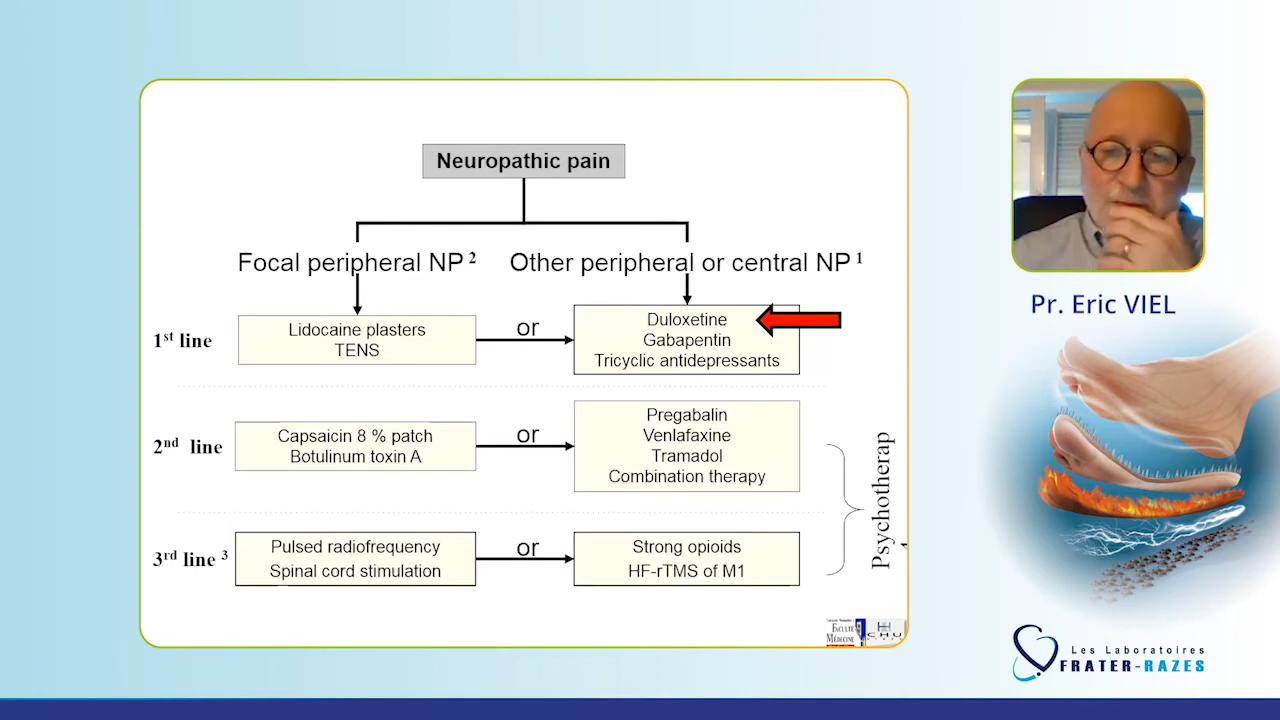 Neuropathic pain
Focal peripheral NP 2
Other peripheral or central NP 1
1st line
Lidocaine plasters
TENS
or
Duloxetine
Gabapentin
Tricyclic antidepressants
2nd line
Capsaicin 8 % patch
Botulinum toxin A
or
Pregabalin
Venlafaxine
Tramadol
Combination therapy
3rd line 3
Pulsed radiofrequency
Spinal cord stimulation
or
Strong opioids
HF-rTMS of M1
Psychotherap
FACULTÉ
MÉDECINE
CHU
Pr. Eric VIEL
Les Laboratoires
FRATER-RAZES